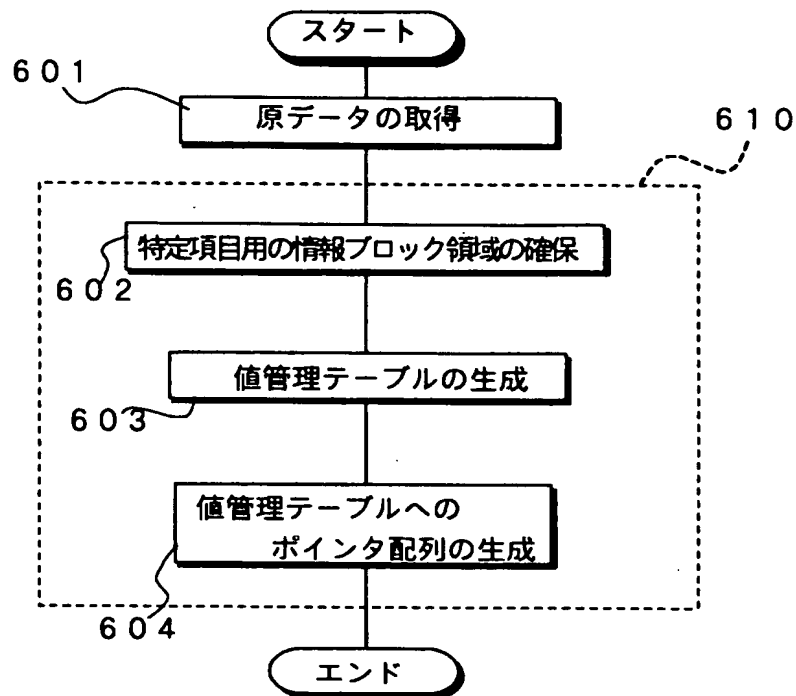 スタート
６０１
原データの取得
６１０
特定項目用の情報ブロック領域の確保
６０２
値管理テーブルの生成
６０３
値管理テーブルへの
ポインタ配列の生成
６０４
エンド